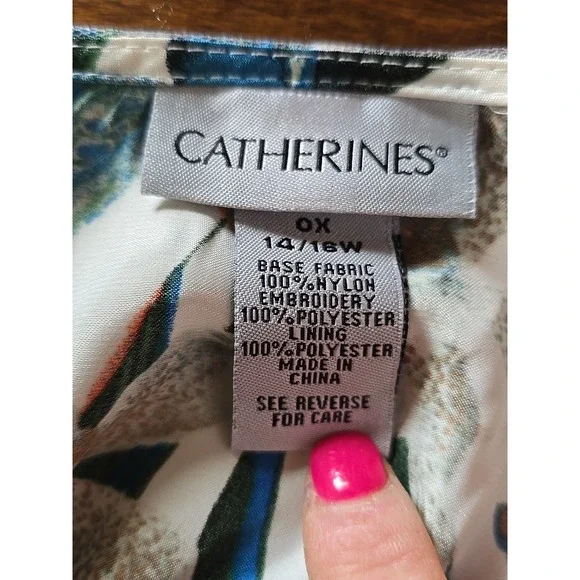 CATHERINES®
OX
14/16W
BASE FABRIC
100%NYLON
EMBROIDERY
100%POLYESTER
LINING
100%POLYESTER
MADE IN
CHINA
SEE REVERSE
FOR CARE